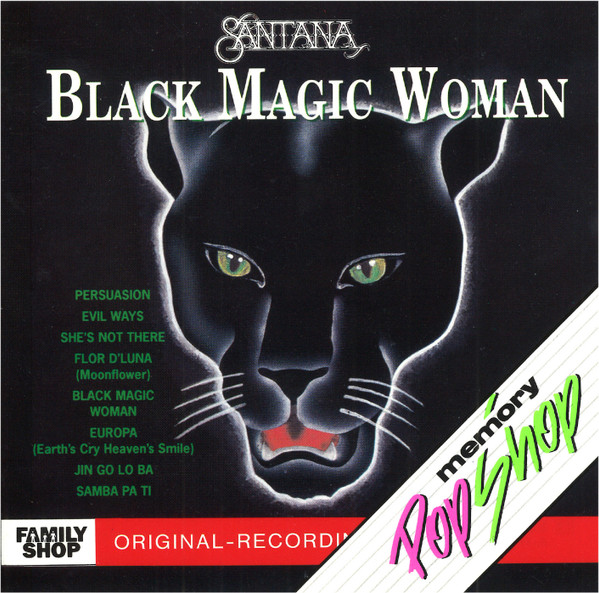 SANTANA
BLACK MAGIC WOMAN
PERSUASION
EVIL WAYS
SHE'S NOT THERE
FLOR D'LUNA
(Moonflower)
BLACK MAGIC
WOMAN
EUROPA
(Earth's Cry Heaven's Smile)
JIN GO LO BA
SAMBA PA TI
memory
Pop Shop
FAMILY
SHOP
ORIGINAL-RECORDIN